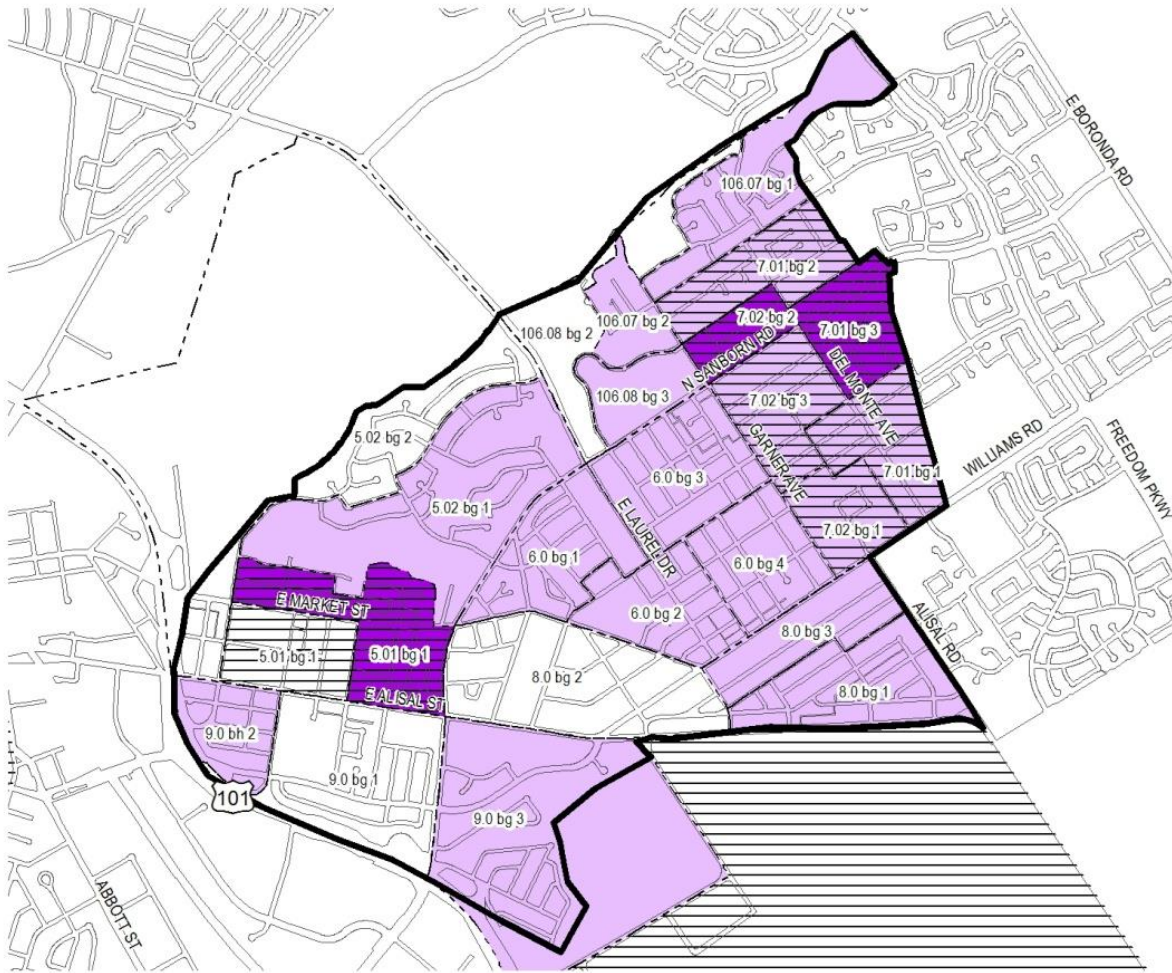 E BORONDA RD
106.07 bg 1
7.01 bg 2
106.07 bg 2
7.02 bg 2
7.01 bg 3
106.08 bg 2
N SANBORN RD
DEL MONTE AVE
106.08 bg 3
7.02 bg 3
GARNER AVE
WILLIAMS RD
FREEDOM PKWY
5.02 bg 2
7.01 bg 1
6.0 bg 3
5.02 bg 1
E LAUREL DR
7.02 bg 1
6.0 bg 1
6.0 bg 4
E MARKET ST
6.0 bg 2
ALISAL RD
8.0 bg 3
5.01 bg 1
5.01 bg 1
8.0 bg 2
8.0 bg 1
E ALISAL ST
9.0 bh 2
9.0 bg 1
101
9.0 bg 3
ABBOTT ST